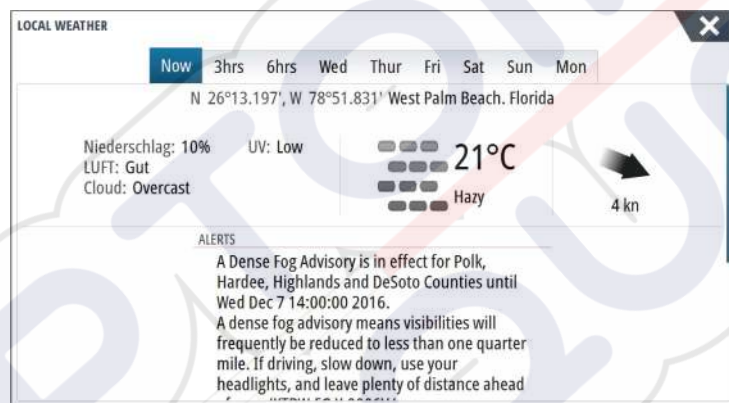 LOCAL WEATHER
Now 3hrs 6hrs Wed Thur Fri Sat Sun Mon
N 26°13.197', W 78°51.831' West Palm Beach. Florida
Niederschlag: 10% UV: Low
LUFT: Gut
Cloud: Overcast
21°C
Hazy
4 kn
ALERTS
A Dense Fog Advisory is in effect for Polk,
Hardee, Highlands and DeSoto Counties until
Wed Dec 7 14:00:00 2016.
A dense fog advisory means visibilities will
frequently be reduced to less than one quarter
mile. If driving, slow down, use your
headlights, and leave plenty of distance ahead